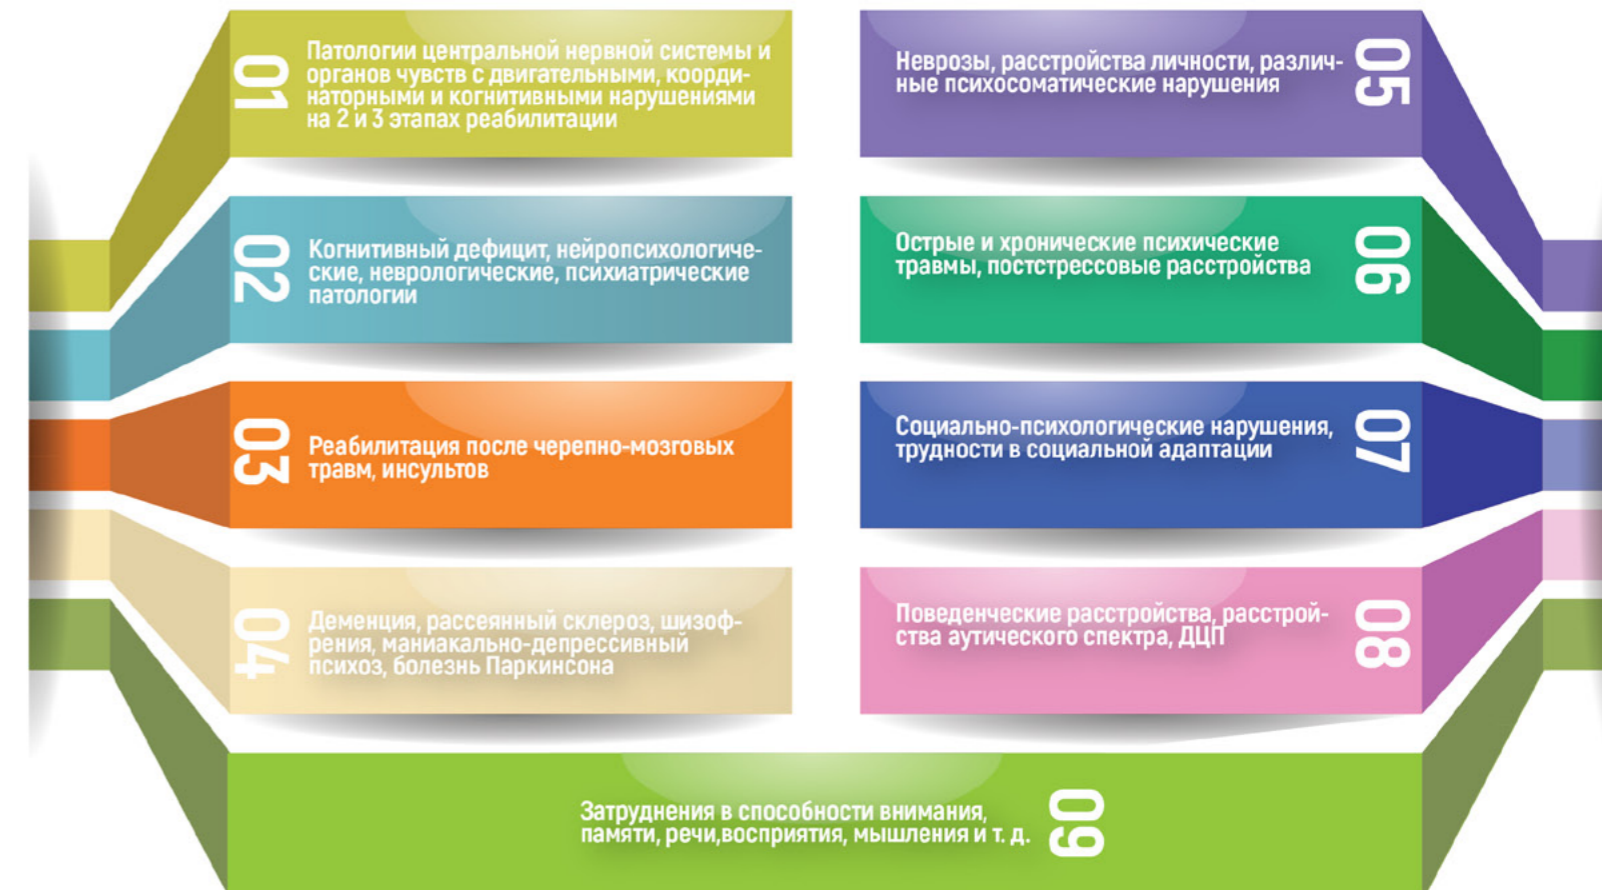 01
Патологии центральной нервной системы и
органов чувств с двигательными, коорди-
наторными и когнитивными нарушениями
на 2 и 3 этапах реабилитации
02
Когнитивный дефицит, нейропсихологиче-
ские, неврологические, психиатрические
патологии
03
Реабилитация после черепно-мозговых
травм, инсультов
04
Деменция, рассеянный склероз, шизоф-
рения, маниакально-депрессивный
психоз, болезнь Паркинсона
05
Неврозы, расстройства личности, различ-
ные психосоматические нарушения
06
Острые и хронические психические
травмы, постстрессовые расстройства
07
Социально-психологические нарушения,
трудности в социальной адаптации
08
Поведенческие расстройства, расстрой-
ства аутического спектра, ДЦП
09
Затруднения в способности внимания,
памяти, речи,восприятия, мышления и т. д.